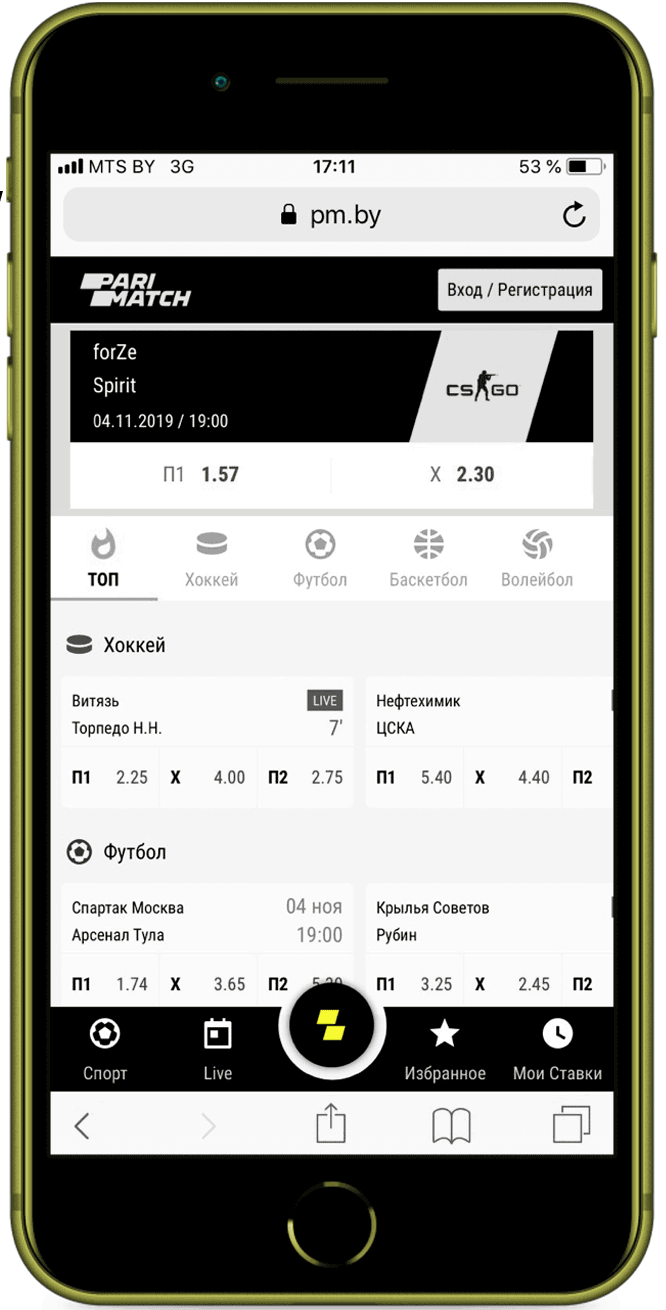 MTS BY 3G 17:11 53 %
pm.by
PARI MATCH
Вход / Регистрация
forZe
Spirit
04.11.2019 / 19:00
CS GO
П1 1.57 X 2.30
ТОП Хоккей Футбол Баскетбол Волейбол
Хоккей
Витязь LIVE
Торпедо Н.Н. 7'
П1 2.25 X 4.00 П2 2.75
Нефтехимик
ЦСКА
П1 5.40 X 4.40 П2
Футбол
Спартак Москва 04 ноя
Арсенал Тула 19:00
П1 1.74 X 3.65 П2
Крылья Советов
Рубин
П1 3.25 X 2.45 П2
Спорт Live Избранное Мои Ставки